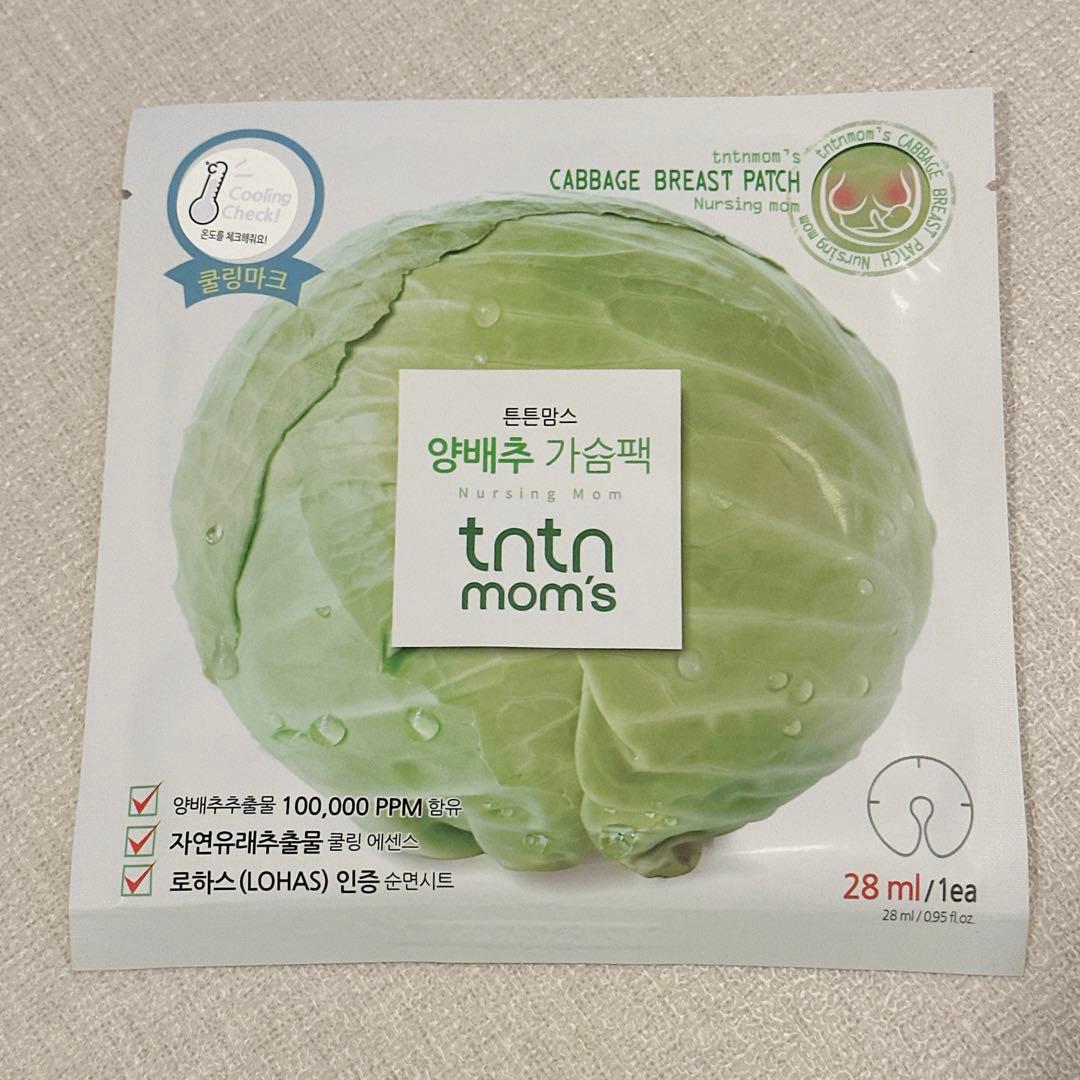 Cooling
Check!
온도를 체크해줘요!
쿨링마크
tntnmom's
CABBAGE BREAST PATCH
Nursing mom
tntnmom's CABBAGE BREAST PATCH Nursing mom
튼튼맘스
양배추 가슴팩
Nursing Mom
tntn
mom's
양배추추출물 100,000 PPM 함유
자연유래추출물 쿨링 에센스
로하스(LOHAS) 인증 순면시트
28 ml/1ea
28 ml / 0.95 fl.oz.